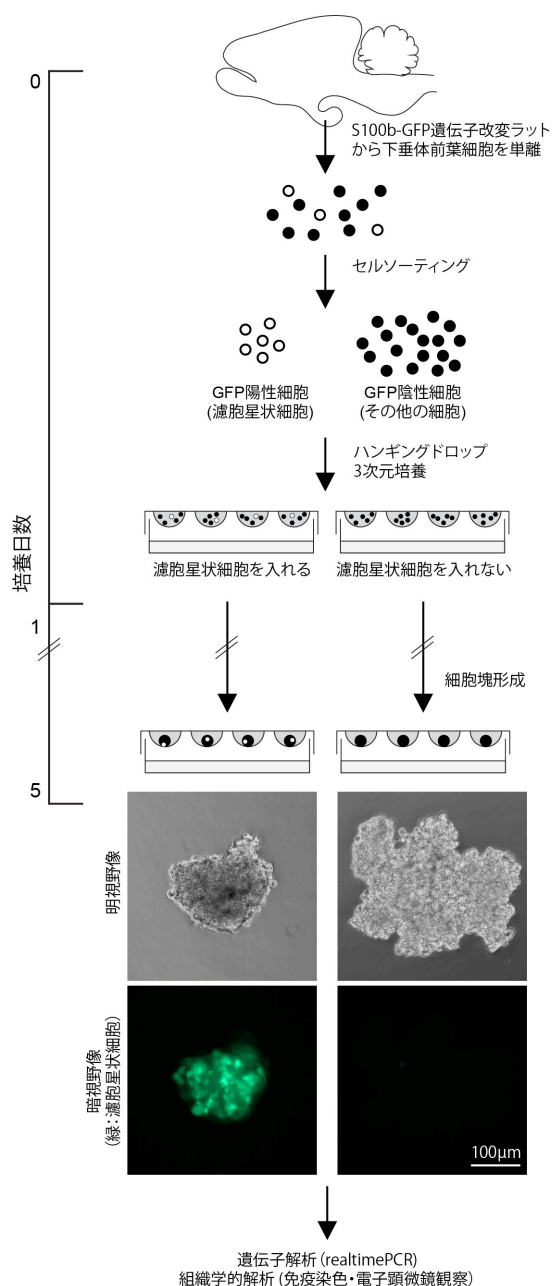 0
S100b-GFP遺伝子改変ラット
から下垂体前葉細胞を単離
セルソーティング
GFP陽性細胞
(濾胞星状細胞)
GFP陰性細胞
(その他の細胞)
ハンギングドロップ
3次元培養
培養日数
濾胞星状細胞を入れる
濾胞星状細胞を入れない
1
細胞塊形成
5
明視野像
暗視野像
(緑:濾胞星状細胞)
100μm
遺伝子解析(realtimePCR)
組織学的解析(免疫染色・電子顕微鏡観察)